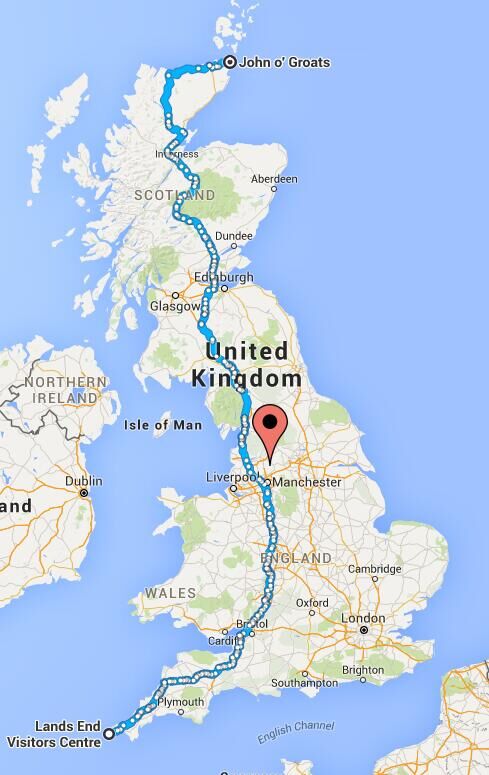 John o' Groats
Inverness
SCOTLAND
Aberdeen
Dundee
Edinburgh
Glasgow
United
Kingdom
NORTHERN
IRELAND
Isle of Man
Dublin
and
Liverpool
Manchester
ENGLAND
WALES
Cambridge
Oxford
London
Bristol
Cardiff
Brighton
Southampton
Plymouth
Lands End
Visitors Centre
English Channel